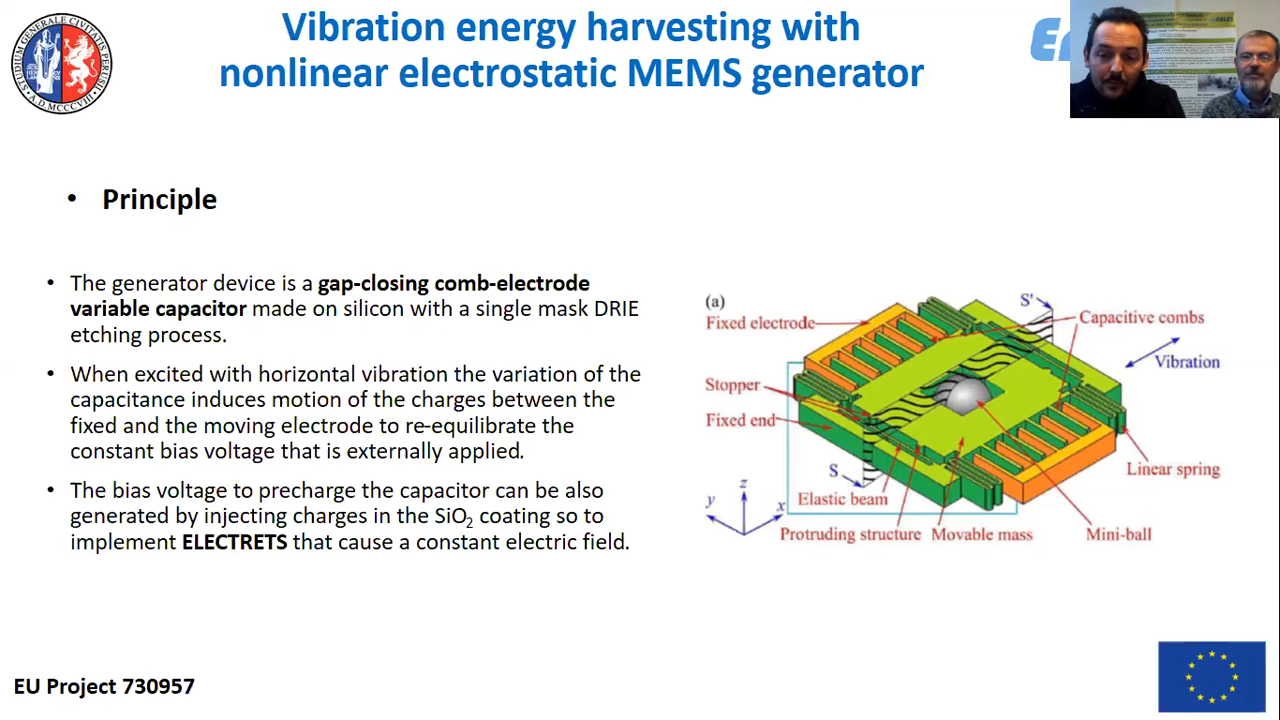 Vibration energy harvesting with
nonlinear electrostatic MEMS generator
• Principle
• The generator device is a gap-closing comb-electrode
variable capacitor made on silicon with a single mask DRIE
etching process.
• When excited with horizontal vibration the variation of the
capacitance induces motion of the charges between the
fixed and the moving electrode to re-equilibrate the
constant bias voltage that is externally applied.
• The bias voltage to precharge the capacitor can be also
generated by injecting charges in the SiO₂ coating so to
implement ELECTRETS that cause a constant electric field.
(a)
S'
Fixed electrode
Capacitive combs
Vibration
Stopper
Fixed end
S
Linear spring
z
y
x
Elastic beam
Protruding structure
Movable mass
Mini-ball
EU Project 730957